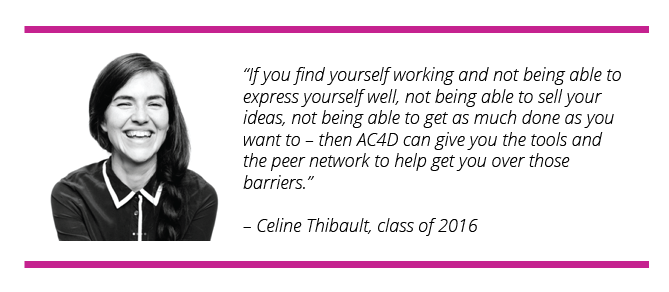 “If you find yourself working and not being able to
express yourself well, not being able to sell your
ideas, not being able to get as much done as you
want to – then AC4D can give you the tools and
the peer network to help get you over those
barriers.”
– Celine Thibault, class of 2016